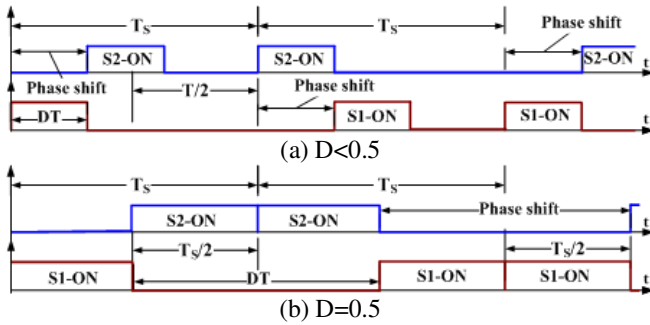 T_S T_S
Phase shift
S2-ON S2-ON S2-ON t
Phase shift T/2 Phase shift
DT S1-ON S1-ON t
(a) D<0.5
T_S T_S
S2-ON S2-ON Phase shift t
T_S/2 DT T_S/2
S1-ON S1-ON S1-ON t
(b) D=0.5